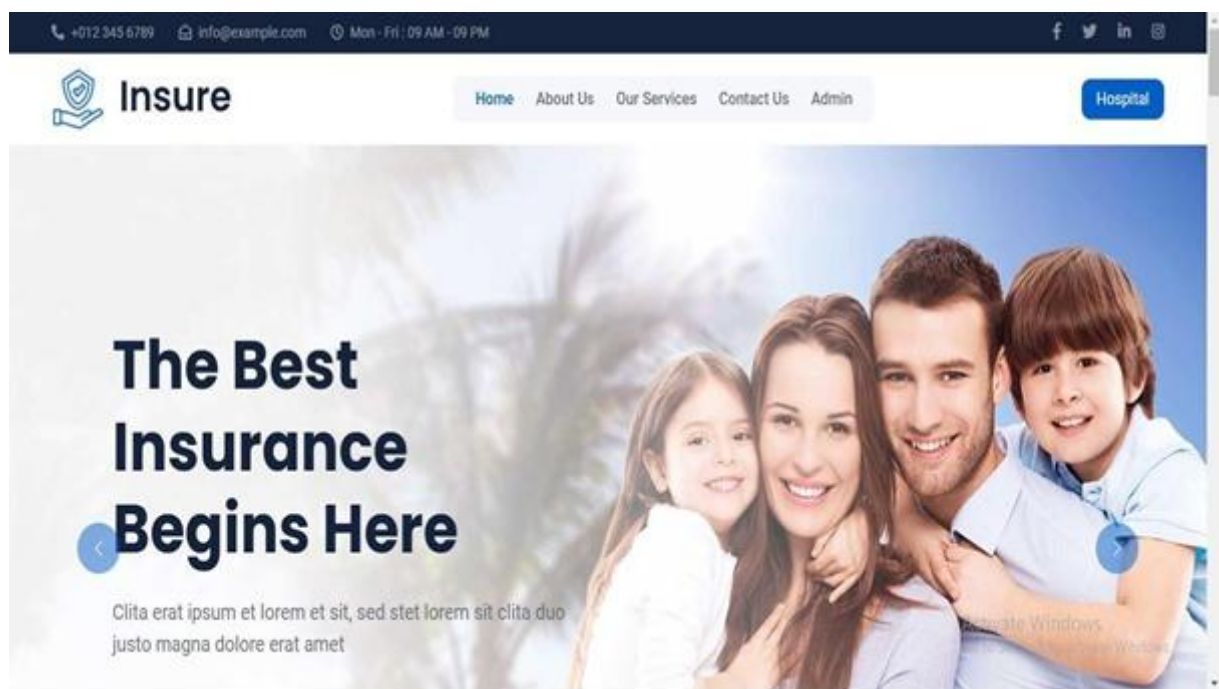 +012 345 6789 info@example.com Mon - Fri : 09 AM - 09 PM
Insure
Home About Us Our Services Contact Us Admin
Hospital
The Best
Insurance
Begins Here
Clita erat ipsum et lorem et sit, sed stet lorem sit clita duo
justo magna dolore erat amet
Activate Windows